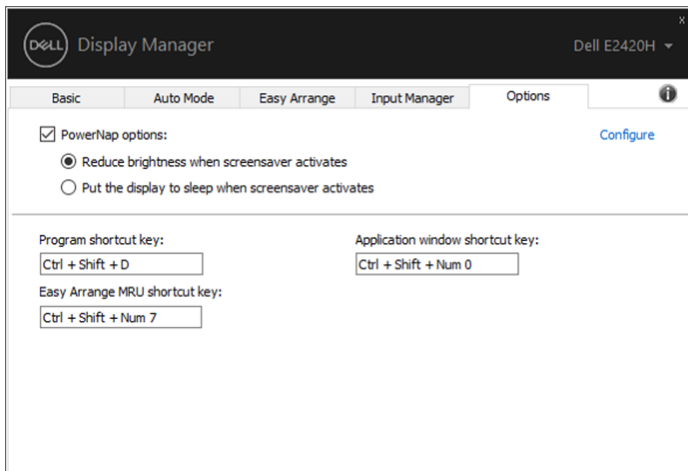 x
DELL Display Manager
Dell E2420H
Basic Auto Mode Easy Arrange Input Manager Options
PowerNap options:
Configure
Reduce brightness when screensaver activates
Put the display to sleep when screensaver activates
Program shortcut key:
Application window shortcut key:
Ctrl + Shift + D
Ctrl + Shift + Num 0
Easy Arrange MRU shortcut key:
Ctrl + Shift + Num 7